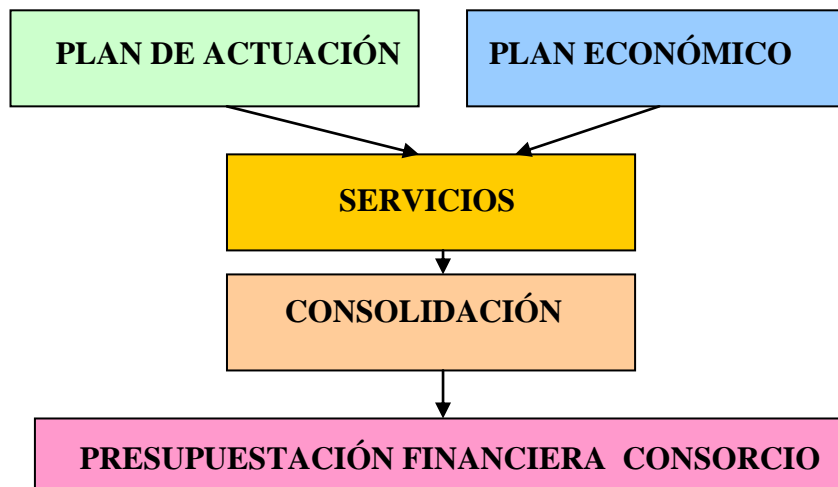 PLAN DE ACTUACIÓN
PLAN ECONÓMICO
SERVICIOS
CONSOLIDACIÓN
PRESUPUESTACIÓN FINANCIERA CONSORCIO